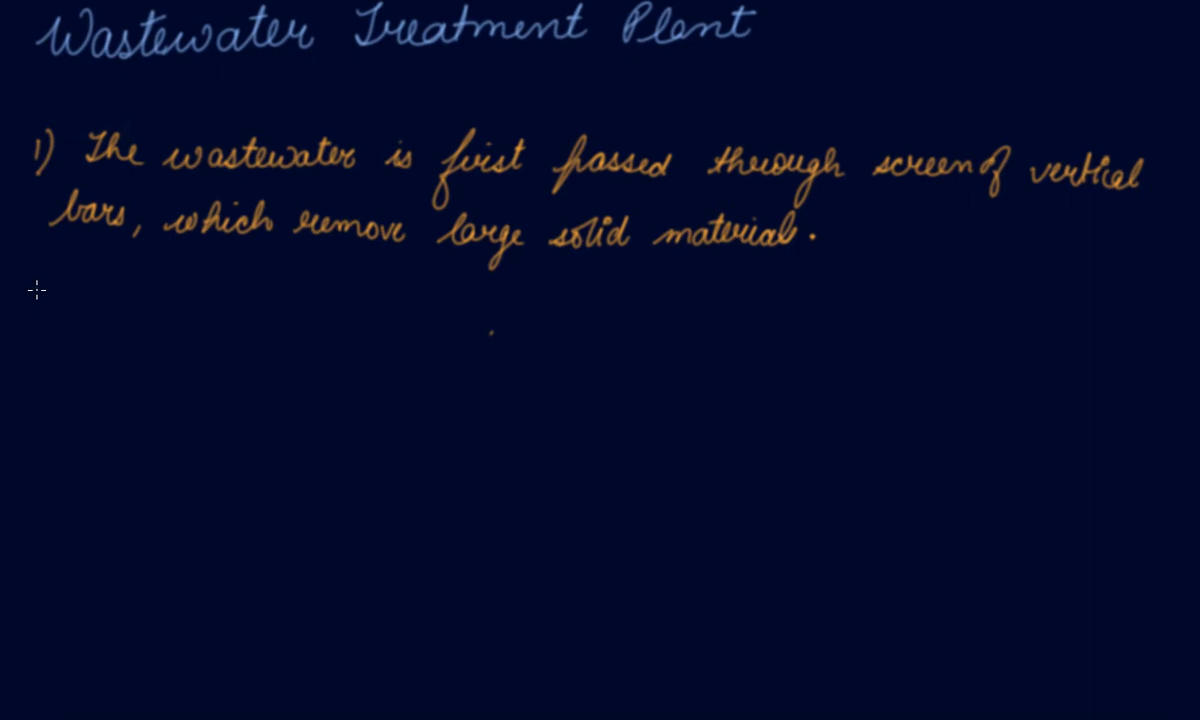 Wastewater Treatment Plant
1) The wastewater is first passed through screen of vertical
bars, which remove large solid material.